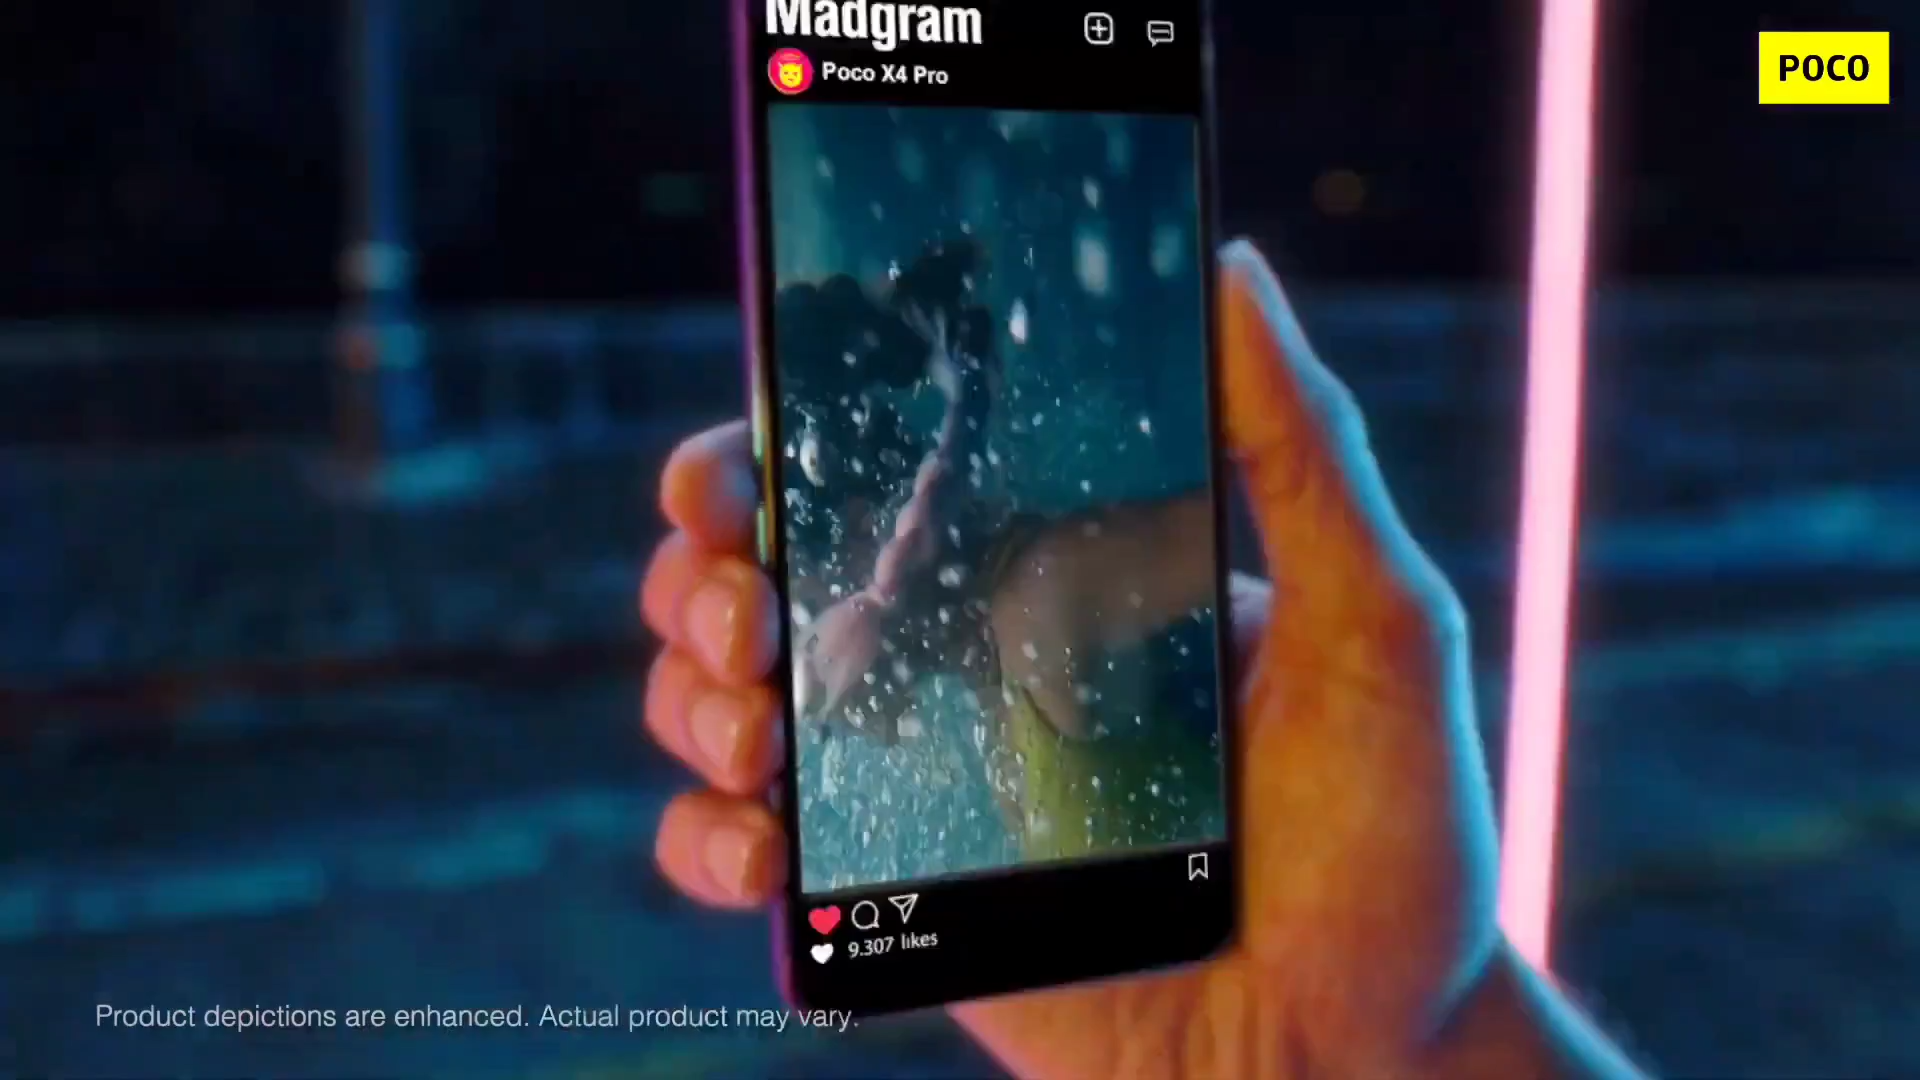 Madgram
POCO
Poco X4 Pro
9.307 likes
Product depictions are enhanced. Actual product may vary.